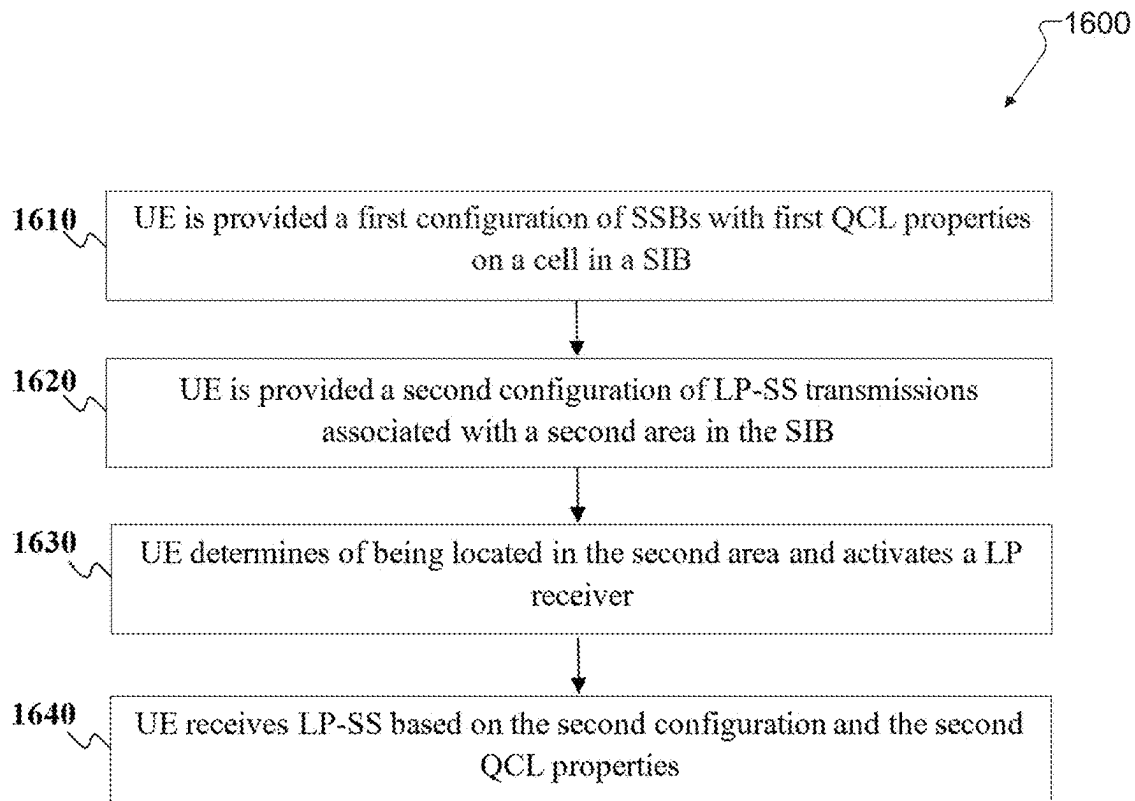 1600
1610
UE is provided a first configuration of SSBs with first QCL properties
on a cell in a SIB
1620
UE is provided a second configuration of LP-SS transmissions
associated with a second area in the SIB
1630
UE determines of being located in the second area and activates a LP
receiver
1640
UE receives LP-SS based on the second configuration and the second
QCL properties